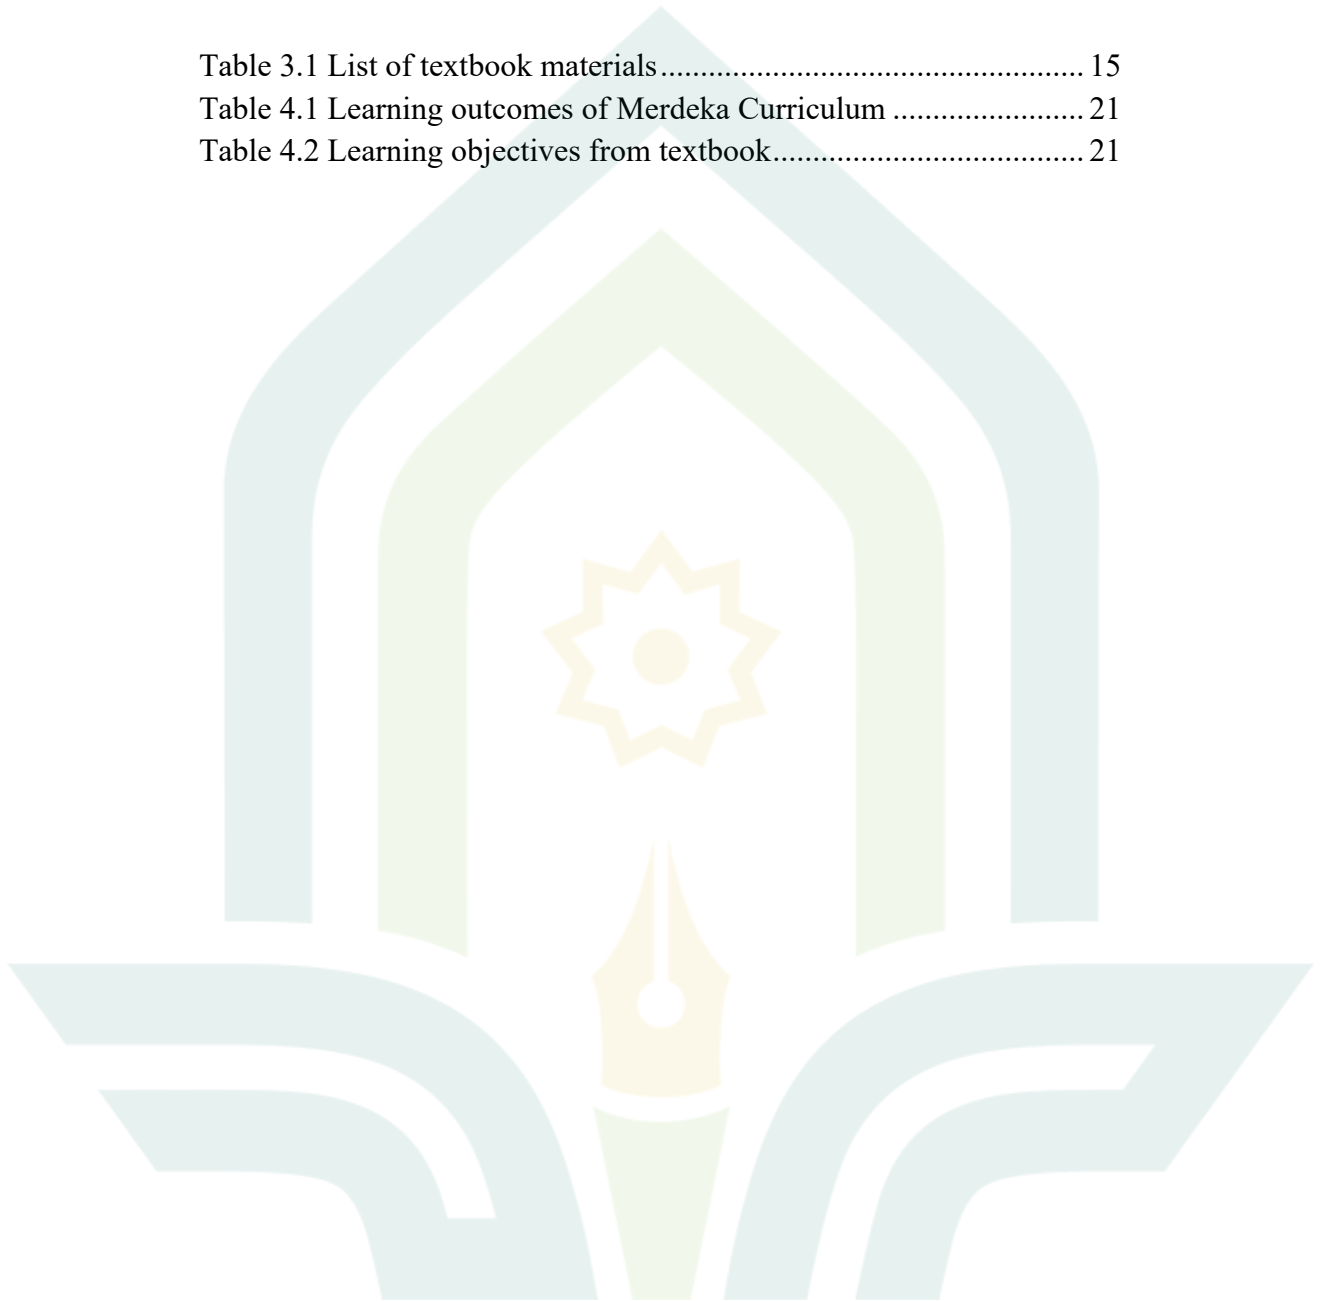 Table 3.1 List of textbook materials..................................................... 15
Table 4.1 Learning outcomes of Merdeka Curriculum ........................ 21
Table 4.2 Learning objectives from textbook....................................... 21